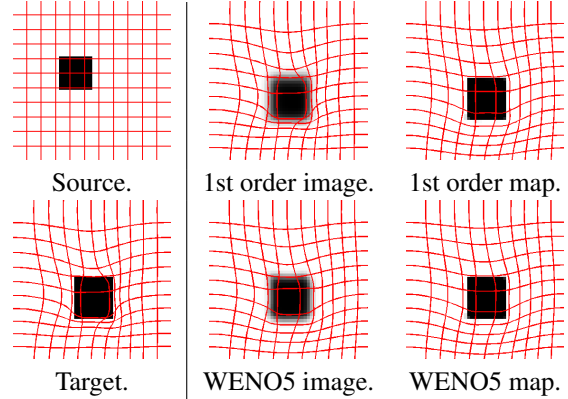 Source.
1st order image.
1st order map.
Target.
WENO5 image.
WENO5 map.